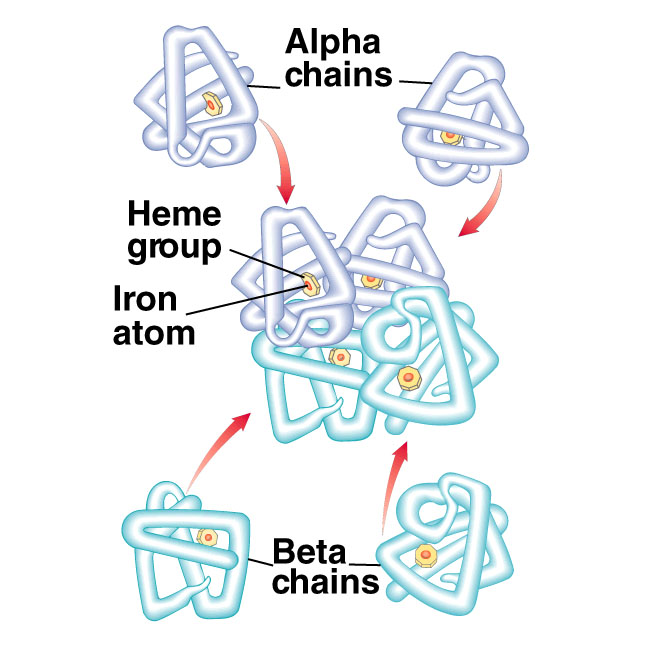 Alpha
chains
Heme
group
Iron
atom
Beta
chains